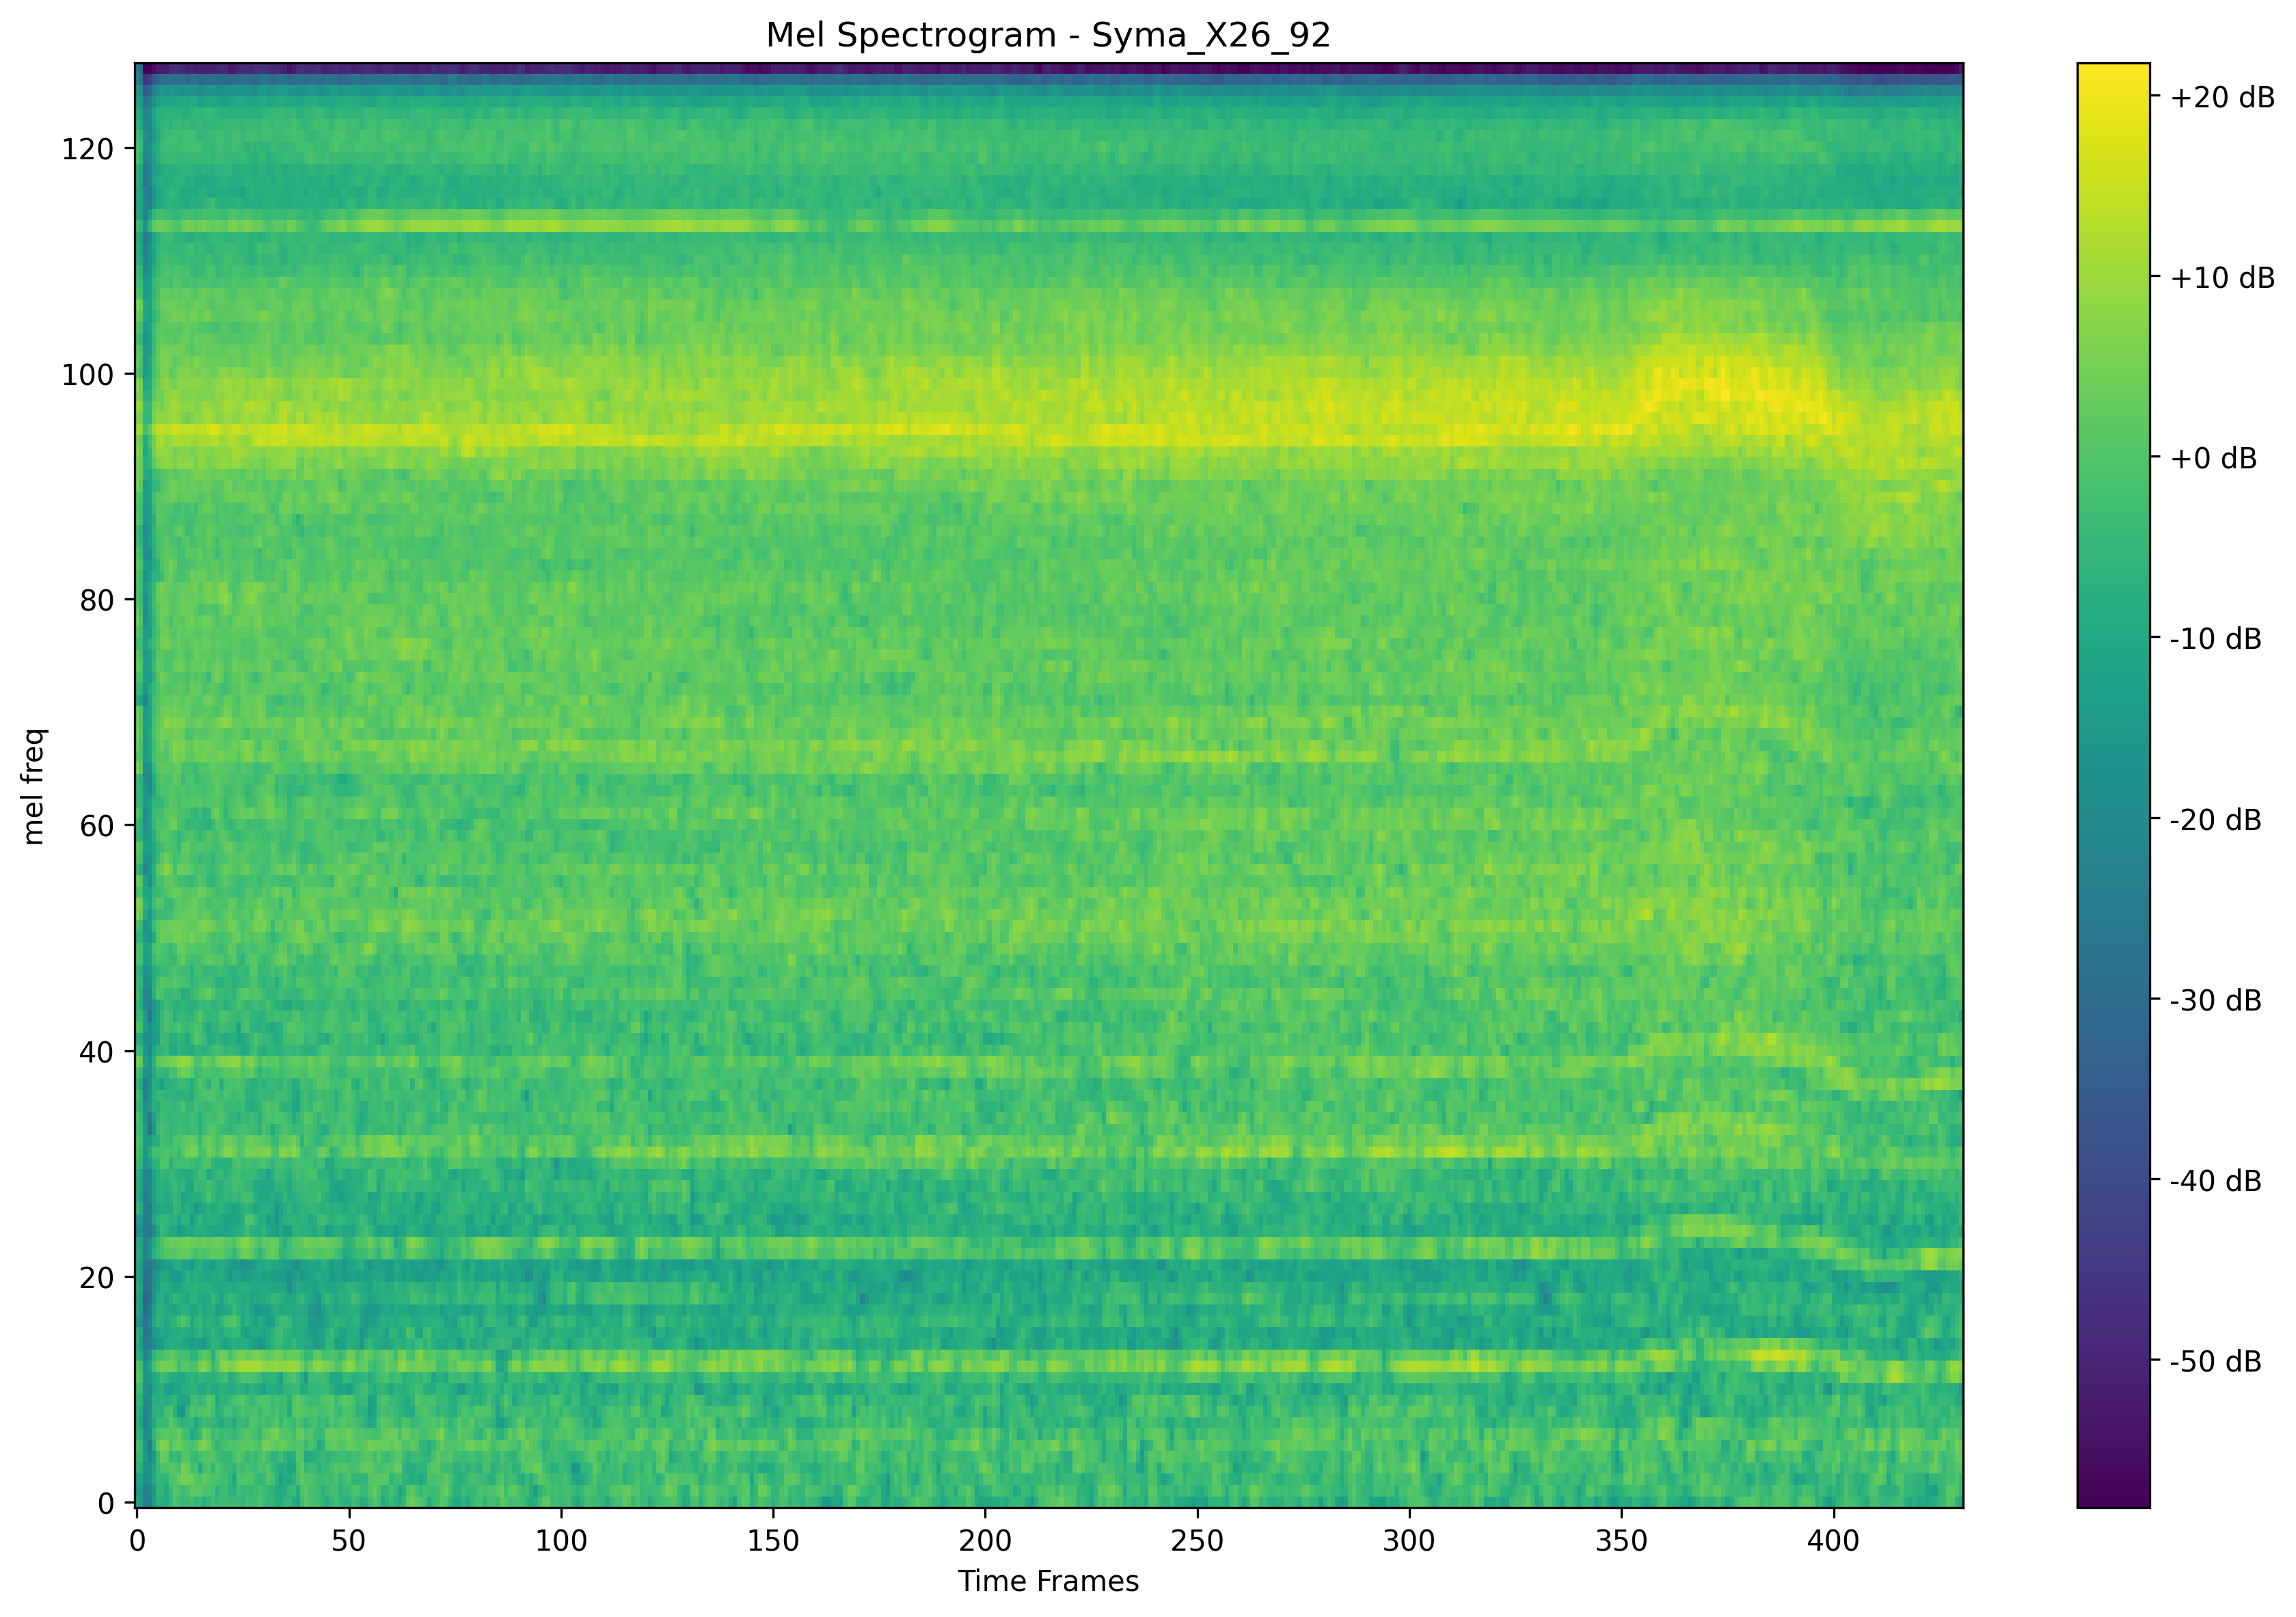 Mel Spectrogram - Syma_X26_92
mel freq
120
100
80
60
40
20
0
0 50 100 150 200 250 300 350 400
Time Frames
+20 dB
+10 dB
+0 dB
-10 dB
-20 dB
-30 dB
-40 dB
-50 dB